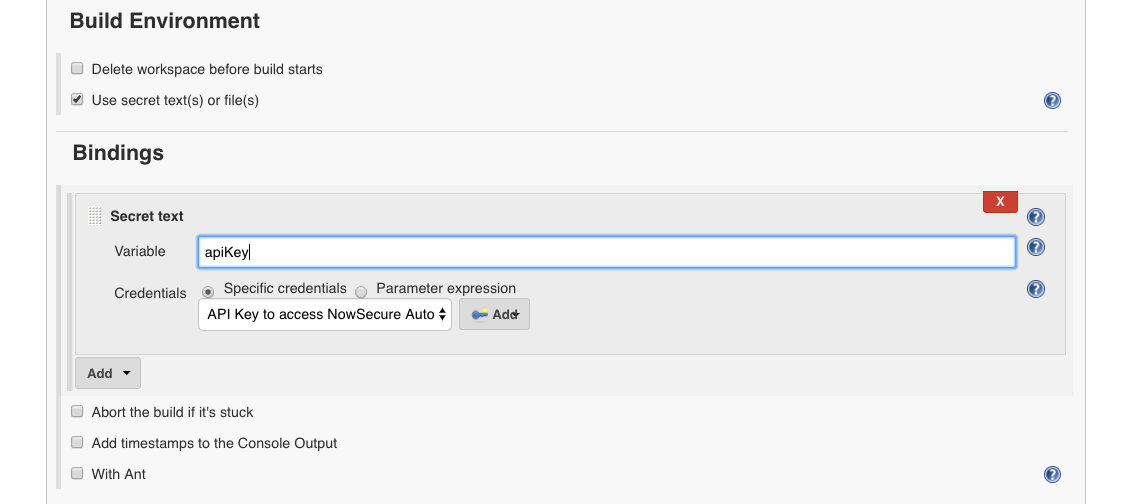 Build Environment
Delete workspace before build starts
Use secret text(s) or file(s)
Bindings
X
Secret text
Variable
apiKey
Credentials
Specific credentials
Parameter expression
API Key to access NowSecure Auto
Add
Add
Abort the build if it's stuck
Add timestamps to the Console Output
With Ant